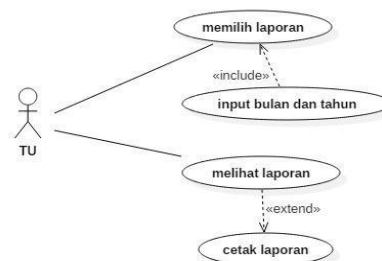 memilih laporan
«include»
input bulan dan tahun
TU
melihat laporan
«extend»
cetak laporan